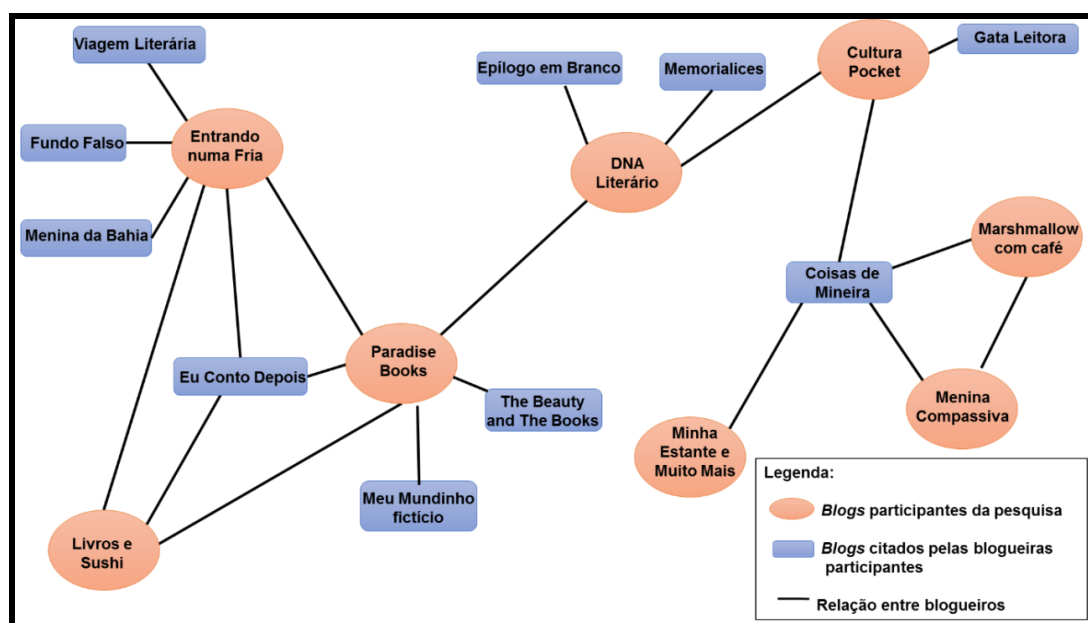 Viagem Literária
Fundo Falso
Entrando
numa Fria
Menina da Bahia
Epílogo em Branco
Memorialices
DNA
Literário
Cultura
Pocket
Gata Leitora
Marshmallow
com café
Coisas de
Mineira
Eu Conto Depois
Paradise
Books
The Beauty
and The Books
Menina
Compassiva
Minha
Estante e
Muito Mais
Meu Mundinho
fictício
Livros e
Sushi
Legenda:
Blogs participantes da pesquisa
Blogs citados pelas blogueiras
participantes
Relação entre blogueiros